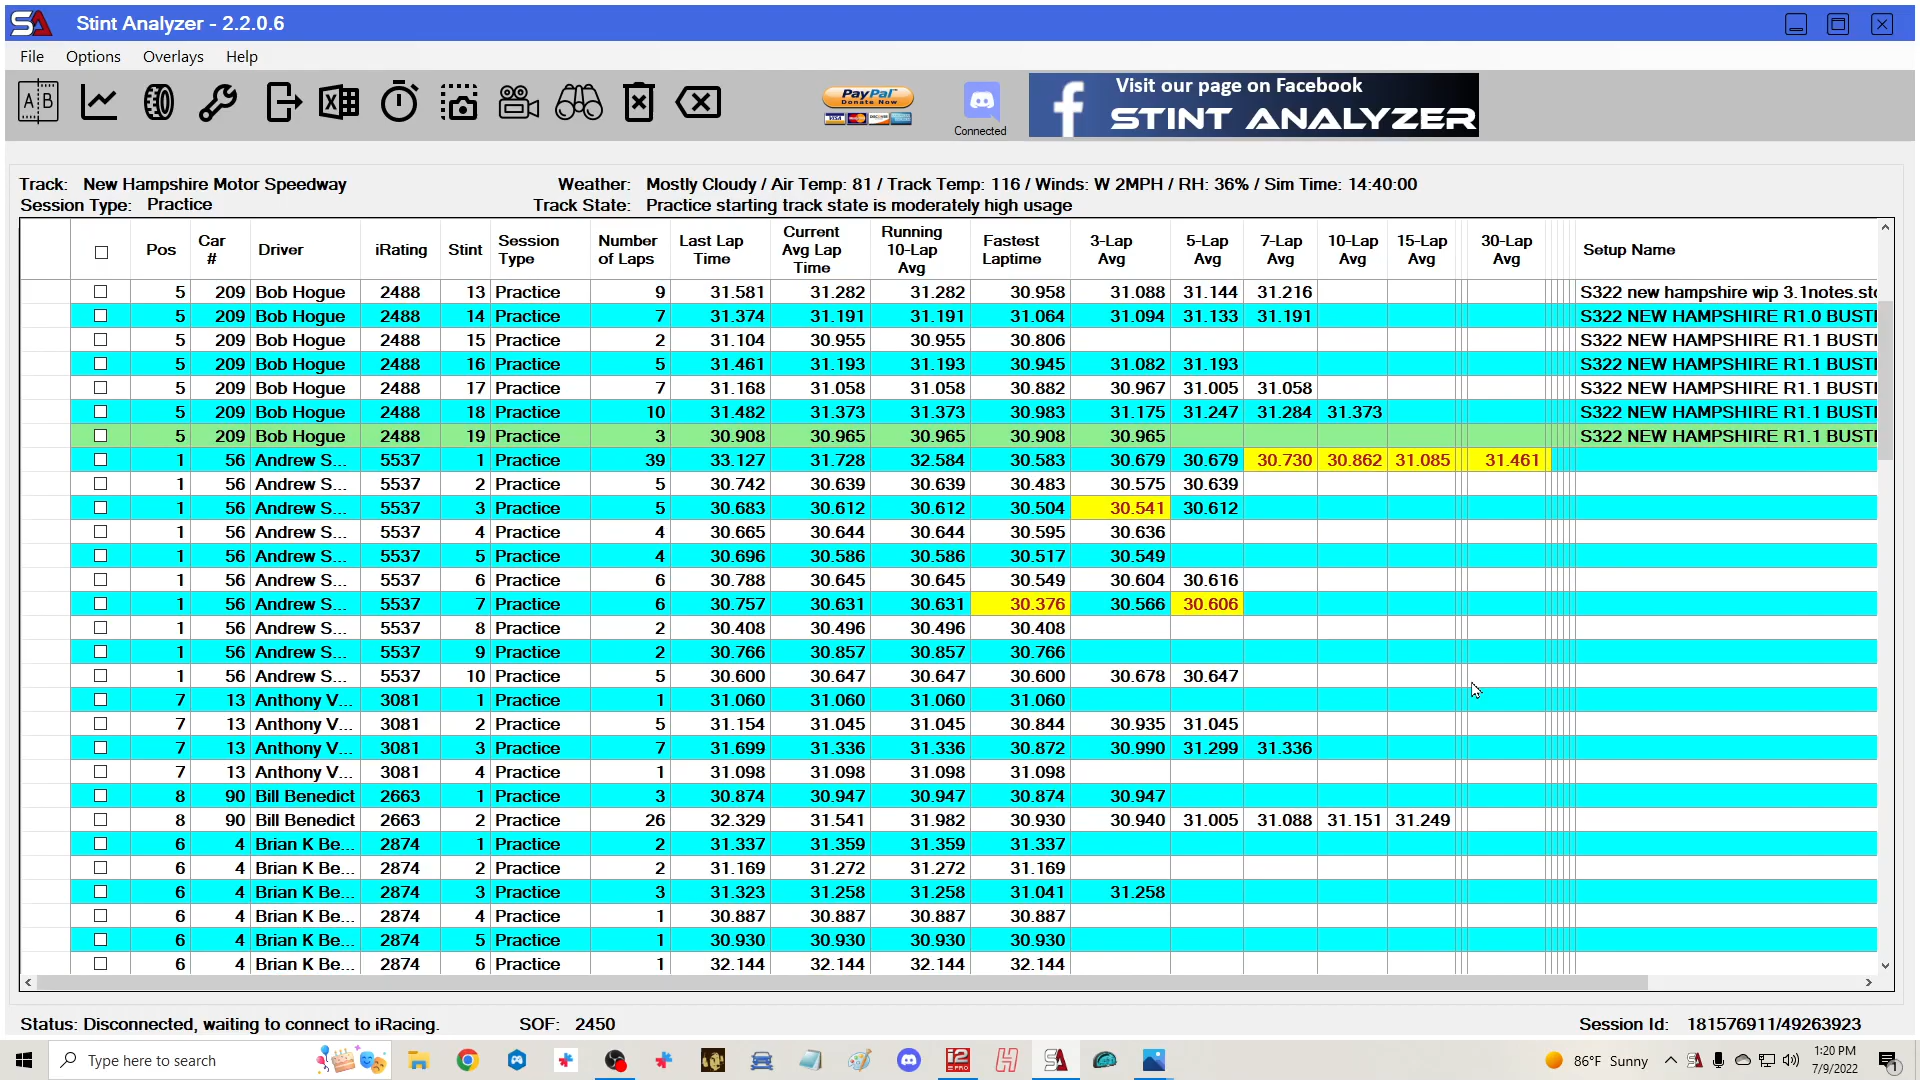 SA Stint Analyzer - 2.2.0.6
File Options Overlays Help
A B
PayPal
Donate Now
VISA
Connected
Visit our page on Facebook
STINT ANALYZER
Track: New Hampshire Motor Speedway Weather: Mostly Cloudy / Air Temp: 81 / Track Temp: 116 / Winds: W 2MPH / RH: 36% / Sim Time: 14:40:00
Session Type: Practice Track State: Practice starting track state is moderately high usage
Pos Car # Driver iRating Stint Session Type Number of Laps Last Lap Time Current Avg Lap Time Running 10-Lap Avg Fastest Laptime 3-Lap Avg 5-Lap Avg 7-Lap Avg 10-Lap Avg 15-Lap Avg 30-Lap Avg Setup Name
5 209 Bob Hogue 2488 13 Practice 9 31.581 31.282 31.282 30.958 31.088 31.144 31.216 S322 new hampshire wip 3.1notes.sto
5 209 Bob Hogue 2488 14 Practice 7 31.374 31.191 31.191 31.064 31.094 31.133 31.191 S322 NEW HAMPSHIRE R1.0 BUSTI
5 209 Bob Hogue 2488 15 Practice 2 31.104 30.955 30.955 30.806 S322 NEW HAMPSHIRE R1.1 BUSTI
5 209 Bob Hogue 2488 16 Practice 5 31.461 31.193 31.193 30.945 31.082 31.193 S322 NEW HAMPSHIRE R1.1 BUSTI
5 209 Bob Hogue 2488 17 Practice 7 31.168 31.058 31.058 30.882 30.967 31.005 31.058 S322 NEW HAMPSHIRE R1.1 BUSTI
5 209 Bob Hogue 2488 18 Practice 10 31.482 31.373 31.373 30.983 31.175 31.247 31.284 31.373 S322 NEW HAMPSHIRE R1.1 BUSTI
5 209 Bob Hogue 2488 19 Practice 3 30.908 30.965 30.965 30.908 30.965 S322 NEW HAMPSHIRE R1.1 BUSTI
1 56 Andrew S... 5537 1 Practice 39 33.127 31.728 32.584 30.583 30.679 30.679 30.730 30.862 31.085 31.461
1 56 Andrew S... 5537 2 Practice 5 30.742 30.639 30.639 30.483 30.575 30.639
1 56 Andrew S... 5537 3 Practice 5 30.683 30.612 30.612 30.504 30.541 30.612
1 56 Andrew S... 5537 4 Practice 4 30.665 30.644 30.644 30.595 30.636
1 56 Andrew S... 5537 5 Practice 4 30.696 30.586 30.586 30.517 30.549
1 56 Andrew S... 5537 6 Practice 6 30.788 30.645 30.645 30.549 30.604 30.616
1 56 Andrew S... 5537 7 Practice 6 30.757 30.631 30.631 30.376 30.566 30.606
1 56 Andrew S... 5537 8 Practice 2 30.408 30.496 30.496 30.408
1 56 Andrew S... 5537 9 Practice 2 30.766 30.857 30.857 30.766
1 56 Andrew S... 5537 10 Practice 5 30.600 30.647 30.647 30.600 30.678 30.647
7 13 Anthony V... 3081 1 Practice 1 31.060 31.060 31.060 31.060
7 13 Anthony V... 3081 2 Practice 5 31.154 31.045 31.045 30.844 30.935 31.045
7 13 Anthony V... 3081 3 Practice 7 31.699 31.336 31.336 30.872 30.990 31.299 31.336
7 13 Anthony V... 3081 4 Practice 1 31.098 31.098 31.098 31.098
8 90 Bill Benedict 2663 1 Practice 3 30.874 30.947 30.947 30.874 30.947
8 90 Bill Benedict 2663 2 Practice 26 32.329 31.541 31.982 30.930 30.940 31.005 31.088 31.151 31.249
6 4 Brian K Be... 2874 1 Practice 2 31.337 31.359 31.359 31.337
6 4 Brian K Be... 2874 2 Practice 2 31.169 31.272 31.272 31.169
6 4 Brian K Be... 2874 3 Practice 3 31.323 31.258 31.258 31.041 31.258
6 4 Brian K Be... 2874 4 Practice 1 30.887 30.887 30.887 30.887
6 4 Brian K Be... 2874 5 Practice 1 30.930 30.930 30.930 30.930
6 4 Brian K Be... 2874 6 Practice 1 32.144 32.144 32.144 32.144
Status: Disconnected, waiting to connect to iRacing. SOF: 2450 Session Id: 181576911/49263923
Type here to search 86°F Sunny 1:20 PM
7/9/2022